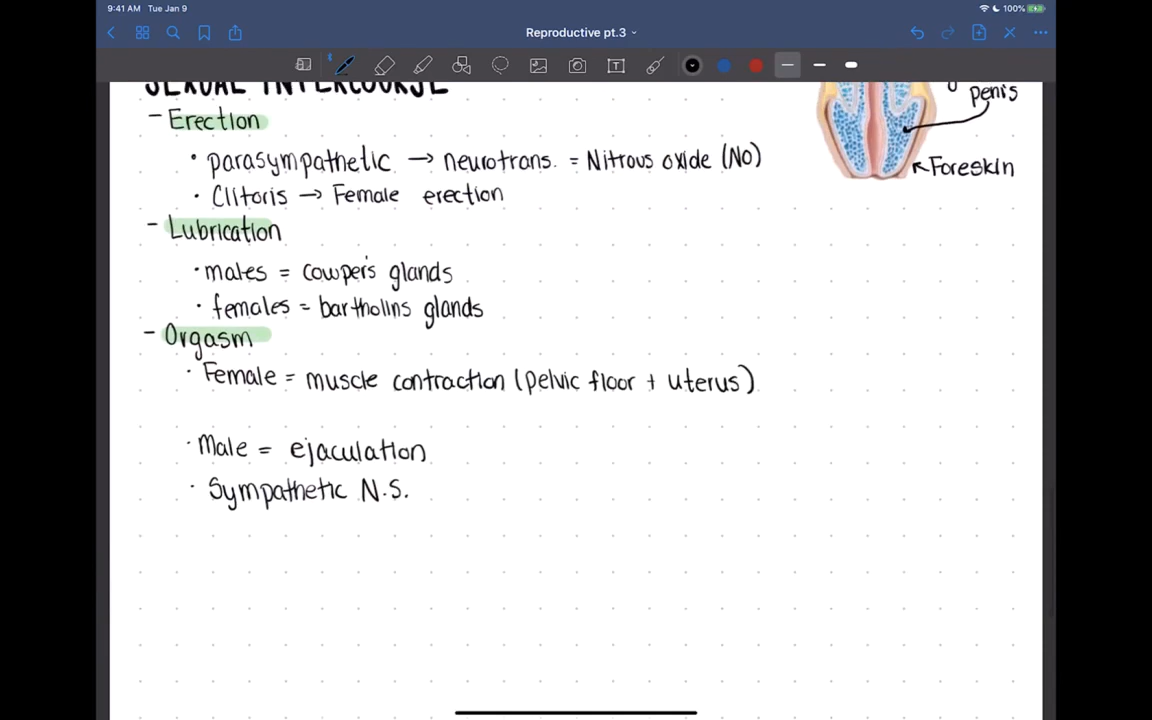 9:41 AM Tue Jan 9
100%
Reproductive pt.3
SEXUAL INTERCOURSE
penis
- Erection
• parasympathetic → neurotrans. = Nitrous oxide (NO)
Foreskin
• Clitoris → Female erection
- Lubrication
• males = cowper's glands
• females = bartholins glands
- Orgasm
• Female = muscle contraction (pelvic floor + uterus)
• Male = ejaculation
• Sympathetic N.S.